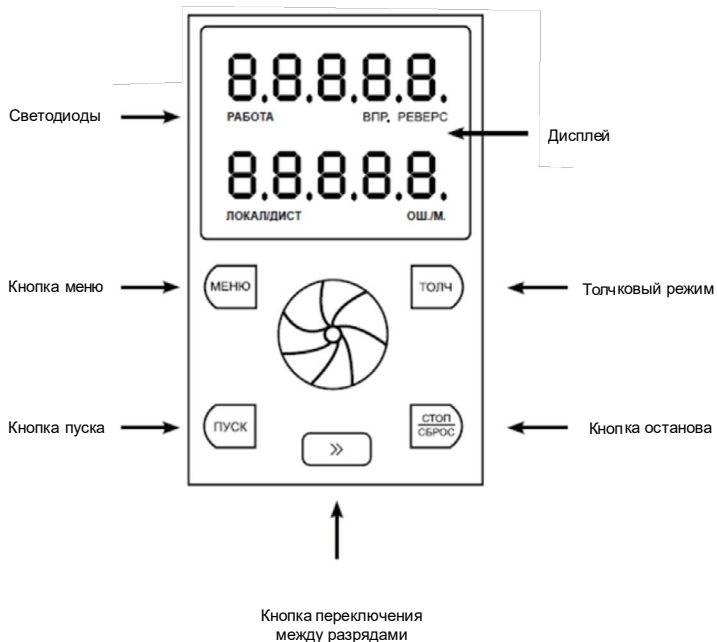 8.8.8.8.8.
РАБОТА ВПР. РЕВЕРС
Светодиоды
Дисплей
8.8.8.8.8.
ЛОКАЛ/ДИСТ ОШ./М.
Кнопка меню
МЕНЮ
ТОЛЧ
Толчковый режим
Кнопка пуска
ПУСК
СТОП
СБРОС
Кнопка останова
»
Кнопка переключения
между разрядами